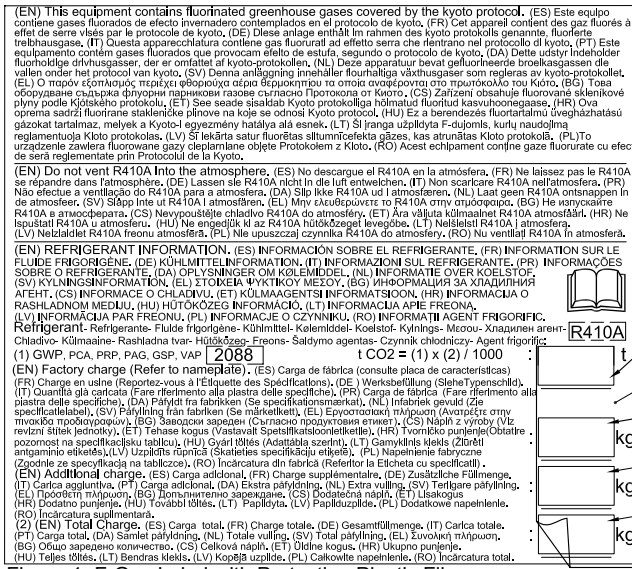 (EN) This equipment contains fluorinated greenhouse gases covered by the kyoto protocol. (ES) Este equipo
contiene gases fluorados de efecto invernadero contemplados en el protocolo de kyoto. (FR) Cet appareil contient des gaz fluorés à
effet de serre visés par le protocole de kyoto. (DE) Diese anlage enthält im rahmen des kyoto protokolls genannte, fluorierte
treibhausgase. (IT) Questa apparecchiatura contiene gas fluorurati ad effetto serra che rientrano nel protocollo di kyoto. (PT) Este
equipamento contém gases fluorados que provocam efeito de estufa, segundo o protocolo de kyoto. (DA) Dette udstyr indeholder
fluorholdige drivhusgasser, der er omfattet af kyoto-protokollen. (NL) Deze apparatuur bevat gefluorineerde broeikasgassen die
vallen onder het protocol van kyoto. (SV) Denna anläggning innehåller fluorhaltiga växthusgaser som regleras av kyoto-protokollet.
(EL) Ο παρόν εξοπλισμός περιέχει φθοριούχα αέρια θερμοκηπίου τα οποία αναφέρονται στο πρωτόκολλο του Κιότο. (BG) Това
оборудване съдържа флуорни парникови газове съгласно Протокола от Киото. (CS) Zařízení obsahuje fluorované skleníkové
plyny podle Kjótského protokolu. (ET) See seade sisaldab Kyoto protokolliga hõlmatud fluoritud kasvuhoonegaase. (HR) Ova
oprema sadrži fluorirane stakleničke plinove na koje se odnosi Kyoto protocol. (HU) Ez a berendezés fluortartalmú üvegházhatású
gázokat tartalmaz, melyek a Kyoto-i egyezmény hatálya alá esnek. (LT) Ši įranga užpildyta F-dujomis, kurių naudojimą
reglamentuoja Kioto protokolas. (LV) Šī iekārta satur fluorētas siltumnīcefekta gāzes, kas atrunātas Kioto protokolā. (PL)To
urządzenie zawiera fluorowane gazy cieplarniane objęte Protokołem z Kioto. (RO) Acest echipament conţine gaze fluorurate cu efect
de seră reglementate prin Protocolul de la Kyoto.
(EN) Do not vent R410A Into the atmosphere. (ES) No descargue el R410A en la atmósfera. (FR) Ne laissez pas le R410A
se répandre dans l'atmosphère. (DE) Lassen sie R410A nicht in die luft entweichen. (IT) Non scaricare R410A nell'atmosfera. (PR)
Não efectue a ventilação do R410A para a atmosfera. (DA) Slip ikke R410A ud i atmosfæren. (NL) Laat geen R410A ontsnappen in
de atmosfeer. (SV) Släpp inte ut R410A i atmosfären. (EL) Μην ελευθερώνετε το R410A στην ατμόσφαιρα. (BG) Не изпускайте
R410A в атмосферата. (CS) Nevypouštějte chladivo R410A do atmosféry. (ET) Ära väljuta külmaainet R410A atmosfääri. (HR) Ne
ispuštati R410A u atmosferu. (HU) Ne engedjük ki az R410A hűtőközeget levegőbe. (LT) Neišleisti R410A į atmosferą.
(LV) Neizlaidiet R410A freonu atmosfērā. (PL) Nie upuszczaj czynnika R410A do atmosfery. (RO) Nu ventilaţi R410A în atmosferă.
(EN) REFRIGERANT INFORMATION. (ES) INFORMACIÓN SOBRE EL REFRIGERANTE. (FR) INFORMATION SUR LE
FLUIDE FRIGORIGÈNE. (DE) KÜHLMITTELINFORMATION. (IT) INFORMAZIONI SUL REFRIGERANTE. (PR) INFORMAÇÕES
SOBRE O REFRIGERANTE. (DA) OPLYSNINGER OM KØLEMIDDEL. (NL) INFORMATIE OVER KOELSTOF.
(SV) KYLNINGSINFORMATION. (EL) ΣΤΟΙΧΕΙΑ ΨΥΚΤΙΚΟΥ ΜΕΣΟΥ. (BG) ИНФОРМАЦИЯ ЗА ХЛАДИЛНИЯ
АГЕНТ. (CS) INFORMACE O CHLADIVU. (ET) KÜLMAAGENTSI INFORMATSIOON. (HR) INFORMACIJA O
RASHLADNOM MEDIJU. (HU) HŰTŐKÖZEG INFORMÁCIÓ. (LT) INFORMACIJA APIE FREONĄ.
(LV) INFORMĀCIJA PAR FREONU. (PL) INFORMACJE O CZYNNIKU. (RO) INFORMAŢII AGENT FRIGORIFIC.
Refrigerant- Refrigerante- Fluide frigorigène- Kühlmittel- Kølemiddel- Koelstof- Kylnings- Μεσου- Хладилен агент-
Chladivo- Külmaaine- Rashladna tvar- Hűtőközeg- Freons- Šaldymo agentas- Czynnik chłodniczy- Agent frigorific:
R410A
(1) GWP, PCA, PRP, PAG, GSP, VAP 2088 t CO2 = (1) x (2) / 1000 : t
(EN) Factory charge (Refer to nameplate). (ES) Carga de fábrica (consulte placa de características)
(FR) Charge en usine (Reportez-vous à l'Étiquette des Spécifications). (DE ) Werksbefüllung (SieheTypenschild).
(IT) Quantità già caricata (Fare riferimento alla piastra delle specifiche). (PR) Carga de fábrica (Fare riferimento alla
piastra delle specifiche). (DA) Påfyldt fra fabrikken (Se specifikationsmærkat). (NL) Infabriek gevuld (Zie
specificatielabel). (SV) Påfyllning från fabriken (Se märketikett). (EL) Εργοστασιακή πλήρωση (Ανατρέξτε στην
πινακίδα προδιαγραφών). (BG) Заводски зареден (Съгласно продуктовия етикет). (CS) Náplň z výroby (Viz
revizní štítek jednotky). (ET) Tehase kogus (Vastavalt Spetsifikatsioonietiketile). (HR) Tvorničko punjenje(Obratite
pozornost na specifikacijsku tablicu). (HU) Gyári töltés (Adattábla szerint). (LT) Gamyklinis kiekis (Žiūrėti
antgaminio etiketės).(LV) Uzpildīts rūpnīcā (Skatieties specifikāciju etiķetē). (PL) Napełnienie fabryczne
(Zgodnie ze specyfikacją na tabliczce). (RO) Încărcatura din fabrică (Referitor la Eticheta cu specificatii) .
kg
(EN) Additional charge. (ES) Carga adicional. (FR) Charge supplémentaire. (DE) Zusätzliche Füllmenge.
(IT) Carica aggiuntiva. (PT) Carga adicional. (DA) Ekstra påfyldning. (NL) Extra vulling. (SV) Terligare påfyllning.
(EL) Πρόσθετη πλήρωση. (BG) Допълнително зареждане. (CS) Dodatečná náplň. (ET) Lisakogus
(HR) Dodatno punjenje. (HU) További töltés. (LT) Papildyta. (LV) Papilduzpilde. (PL) Dodatkowe napełnienie.
(RO) Încărcatura suplimentară.
kg
(2) (EN) Total Charge. (ES) Carga total. (FR) Charge totale. (DE) Gesamtfüllmenge. (IT) Carica totale.
(PT) Carga total. (DA) Samlet påfyldning. (NL) Totale vulling. (SV) Total påfyllning. (EL) Συνολική πλήρωση.
(BG) Общо заредено количество. (CS) Celková náplň. (ET) Üldine kogus. (HR) Ukupno punjenje.
(HU) Teljes töltés. (LT) Bendras kiekis. (LV) Kopējā uzpilde. (PL) Całkowite napełnienie. (RO) Încărcatura total.
kg